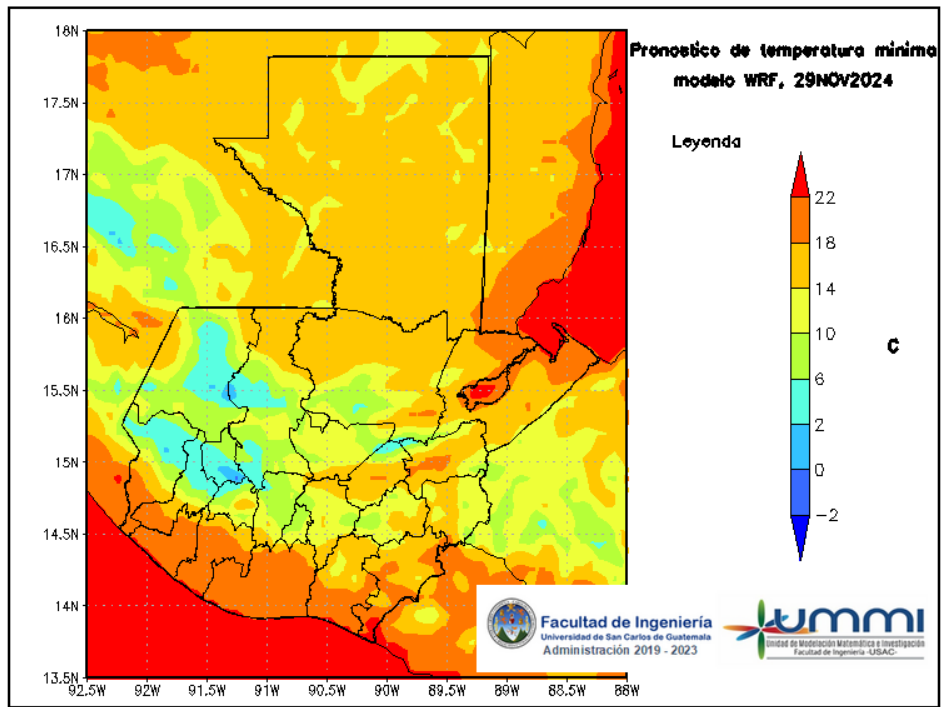 Pronostico de temperatura minima
modelo WRF, 29NOV2024
Leyenda
22
18
14
10
6
2
0
-2
C
18N
17.5N
17N
16.5N
16N
15.5N
15N
14.5N
14N
13.5N
92.5W
92W
91.5W
91W
90.5W
90W
89.5W
89W
88.5W
88W
Facultad de Ingeniería
Universidad de San Carlos de Guatemala
Administración 2019 - 2023
ummi
Unidad de Modelación Matemática e Investigación
Facultad de Ingeniería -USAC-